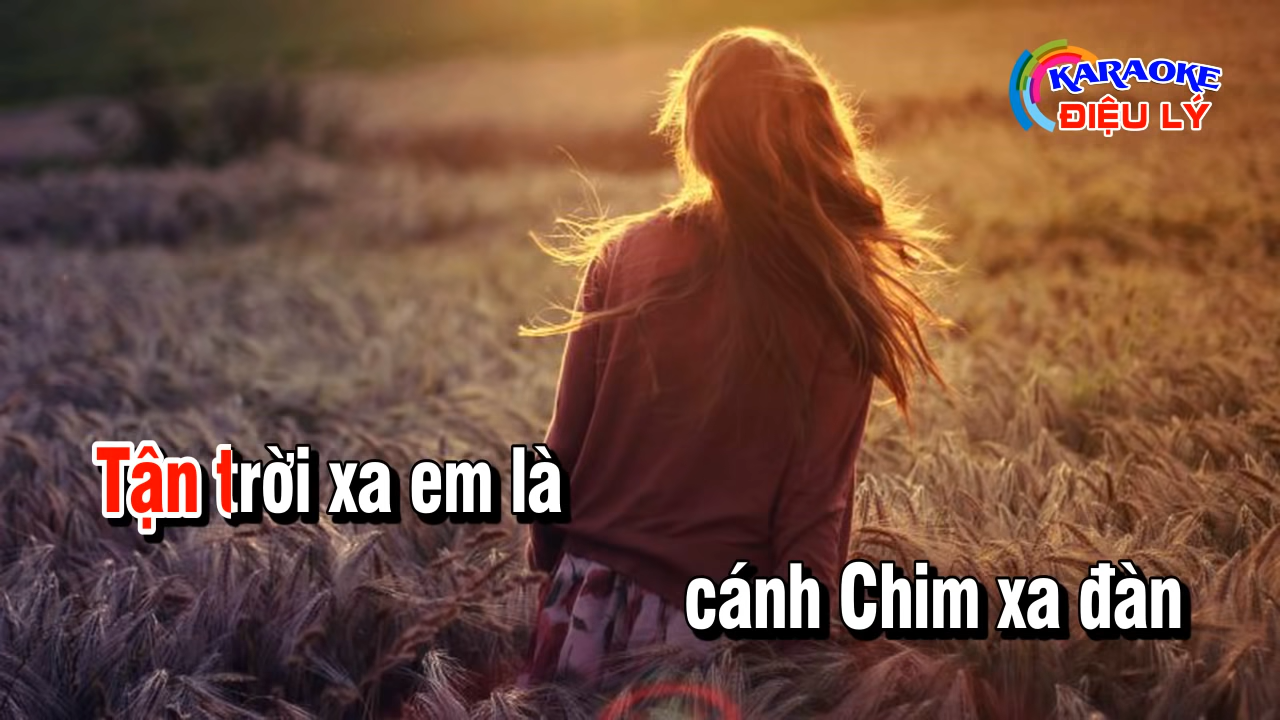 KARAOKE
ĐIỆU LÝ
Tận trời xa em là
cánh Chim xa đàn